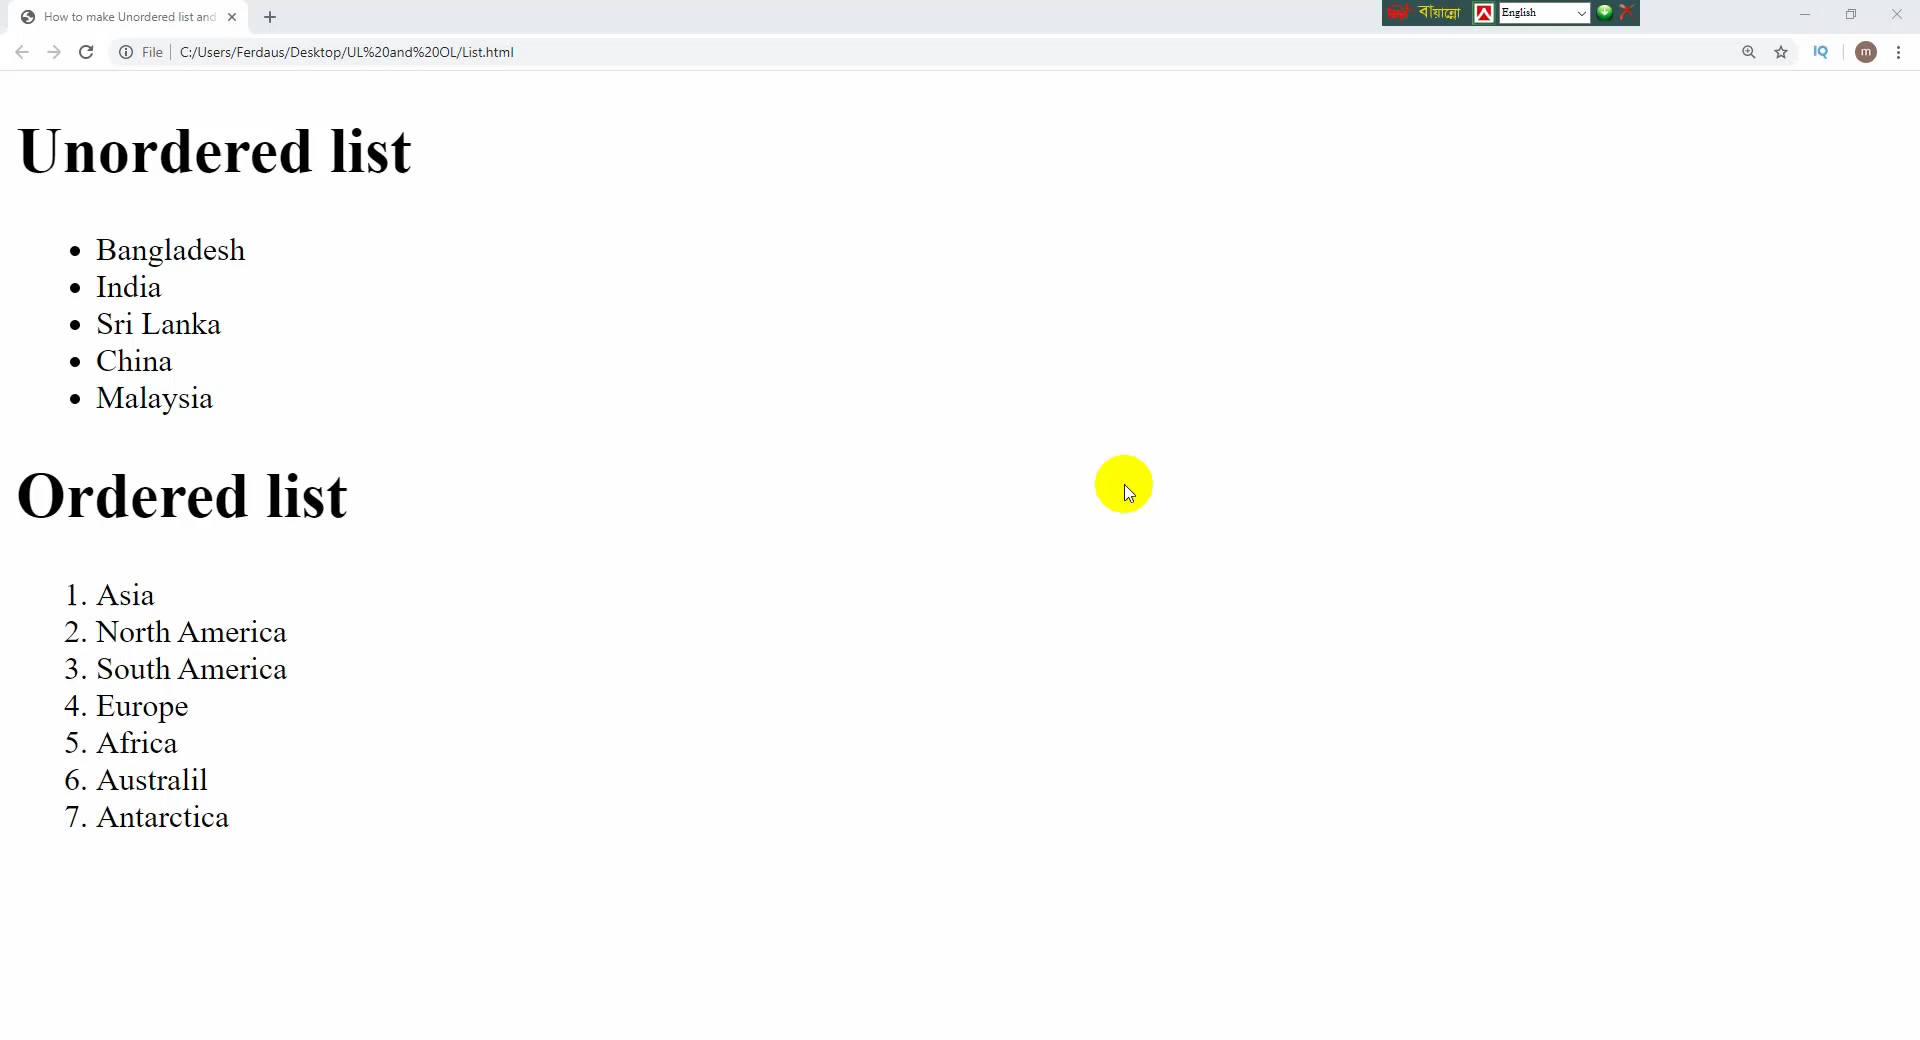 How to make Unordered list and
বায়ান্নো
English
File
C:/Users/Ferdaus/Desktop/UL%20and%20OL/List.html
IQ
m
Unordered list
• Bangladesh
• India
• Sri Lanka
• China
• Malaysia
Ordered list
1. Asia
2. North America
3. South America
4. Europe
5. Africa
6. Australil
7. Antarctica